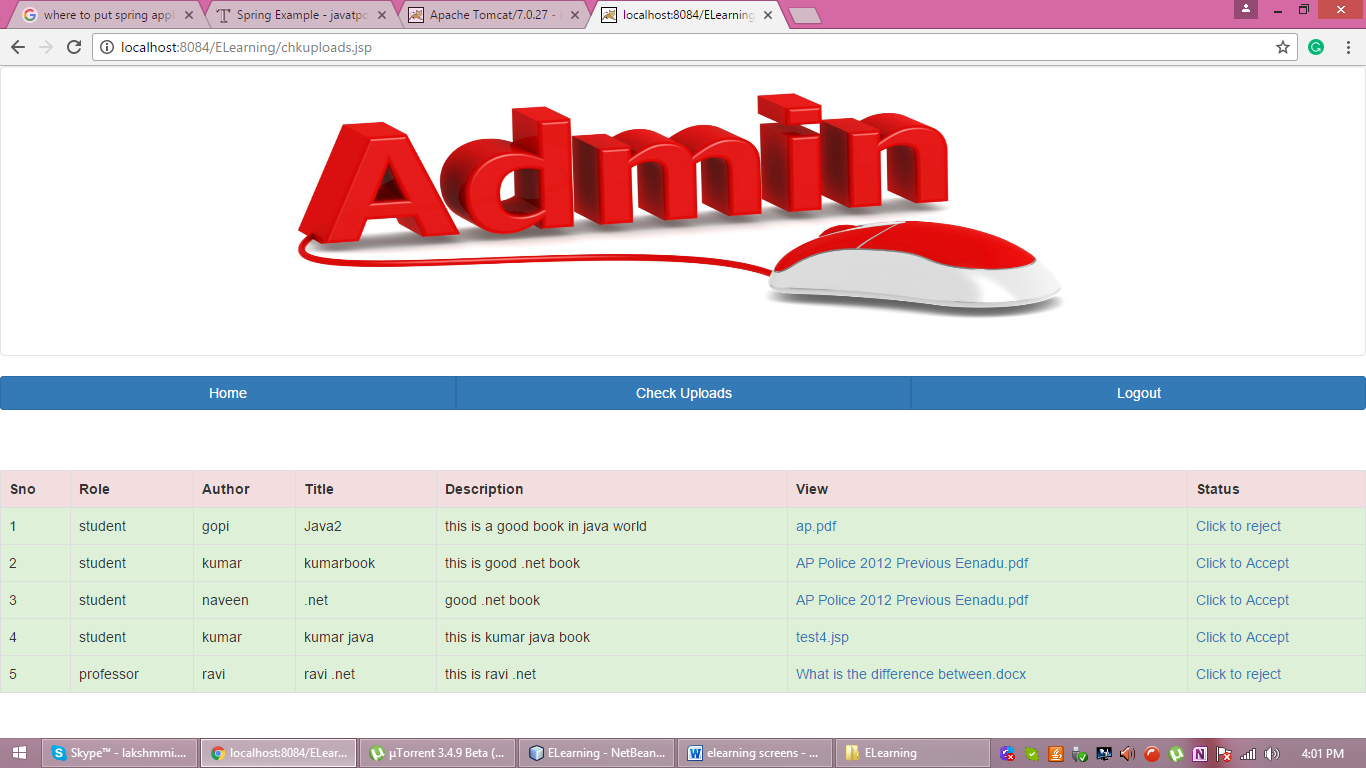 where to put spring appl
Spring Example - javatpo
Apache Tomcat/7.0.27 -
localhost:8084/ELearning
localhost:8084/ELearning/chkuploads.jsp
Admin
Home Check Uploads Logout
Sno Role Author Title Description View Status
1 student gopi Java2 this is a good book in java world ap.pdf Click to reject
2 student kumar kumarbook this is good .net book AP Police 2012 Previous Eenadu.pdf Click to Accept
3 student naveen .net good .net book AP Police 2012 Previous Eenadu.pdf Click to Accept
4 student kumar kumar java this is kumar java book test4.jsp Click to Accept
5 professor ravi ravi .net this is ravi .net What is the difference between.docx Click to reject
Skype™ - lakshmmi....
localhost:8084/ELear...
µTorrent 3.4.9 Beta (...
ELearning - NetBean...
elearning screens - ...
ELearning
4:01 PM